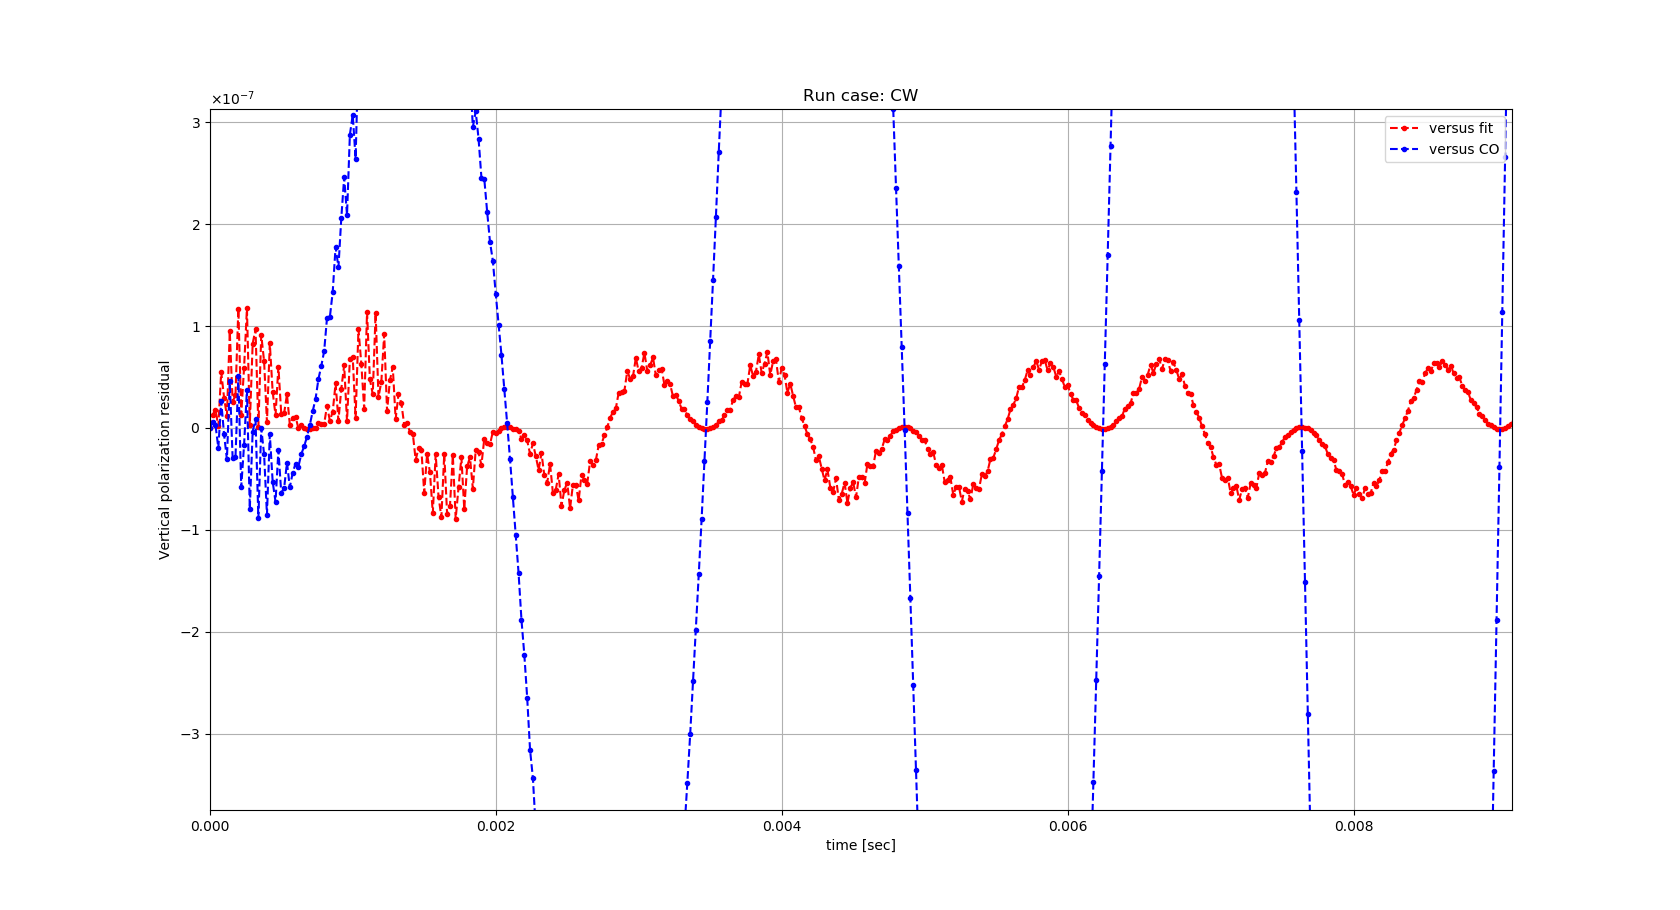 Run case: CW
×10⁻⁷
versus fit
versus CO
3
2
1
0
−1
−2
−3
Vertical polarization residual
0.000
0.002
0.004
0.006
0.008
time [sec]